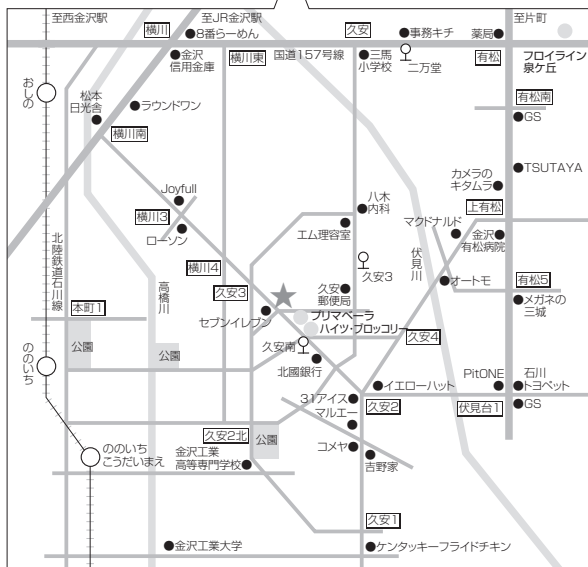 至西金沢駅
至JR金沢駅
至片町
横川
8番らーめん
久安
事務キチ
薬局
金沢
信用金庫
横川東
国道157号線
三馬
小学校
二万堂
有松
フロイライン
泉ケ丘
おしの
松本
日光舎
ラウンドワン
有松南
GS
横川南
TSUTAYA
カメラの
キタムラ
Joyfull
八木
内科
上有松
横川3
エム理容室
マクドナルド
金沢
有松病院
ローソン
北陸鉄道石川線
高橋川
横川4
久安3
久安3
伏見川
オートモ
有松5
本町1
久安
郵便局
メガネの
三城
セブンイレブン
プリマベーラ
ハイツ・ブロッコリー
公園
公園
久安南
久安4
ののいち
北國銀行
イエローハット
PitONE
石川
トヨペット
31アイス
マルエー
久安2
伏見台1
GS
久安2北
公園
コメヤ
吉野家
ののいち
こうだいまえ
金沢工業
高等専門学校
久安1
金沢工業大学
ケンタッキーフライドチキン